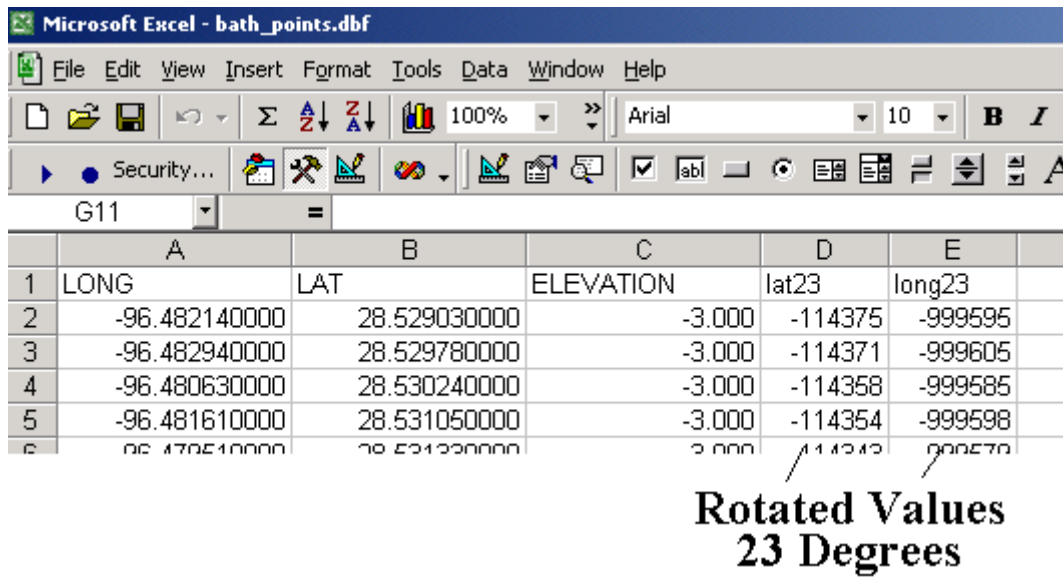 Microsoft Excel - bath_points.dbf
File Edit View Insert Format Tools Data Window Help
Σ A Z Z A 100% » Arial 10 B I
Security... ab A
G11 =
A B C D E
1 LONG LAT ELEVATION lat23 long23
2 -96.482140000 28.529030000 -3.000 -114375 -999595
3 -96.482940000 28.529780000 -3.000 -114371 -999605
4 -96.480630000 28.530240000 -3.000 -114358 -999585
5 -96.481610000 28.531050000 -3.000 -114354 -999598
Rotated Values
23 Degrees